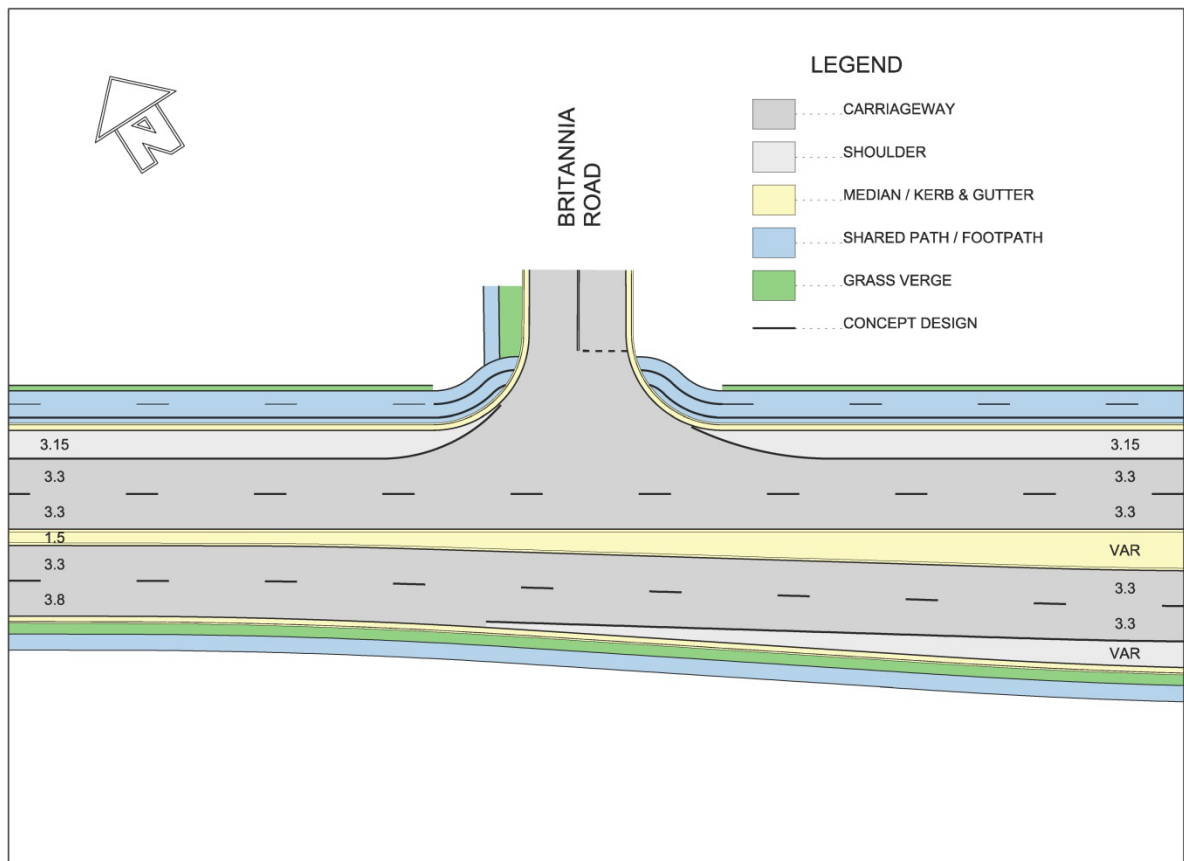 N
LEGEND
CARRIAGEWAY
SHOULDER
MEDIAN / KERB & GUTTER
SHARED PATH / FOOTPATH
GRASS VERGE
CONCEPT DESIGN
BRITANNIA
ROAD
3.15
3.3
3.3
1.5
3.3
3.8
3.15
3.3
3.3
VAR
3.3
3.3
VAR